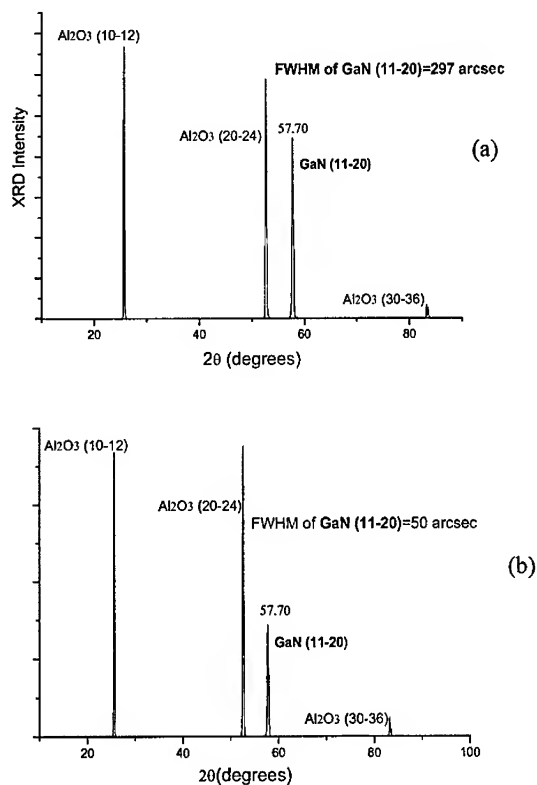 Al2O3 (10-12)
FWHM of GaN (11-20)=297 arcsec
57.70
Al2O3 (20-24)
GaN (11-20)
(a)
XRD Intensity
Al2O3 (30-36)
20 40 60 80
2θ (degrees)
Al2O3 (10-12)
Al2O3 (20-24)
FWHM of GaN (11-20)=50 arcsec
(b)
57.70
GaN (11-20)
Al2O3 (30-36)
20 40 60 80 100
2θ(degrees)